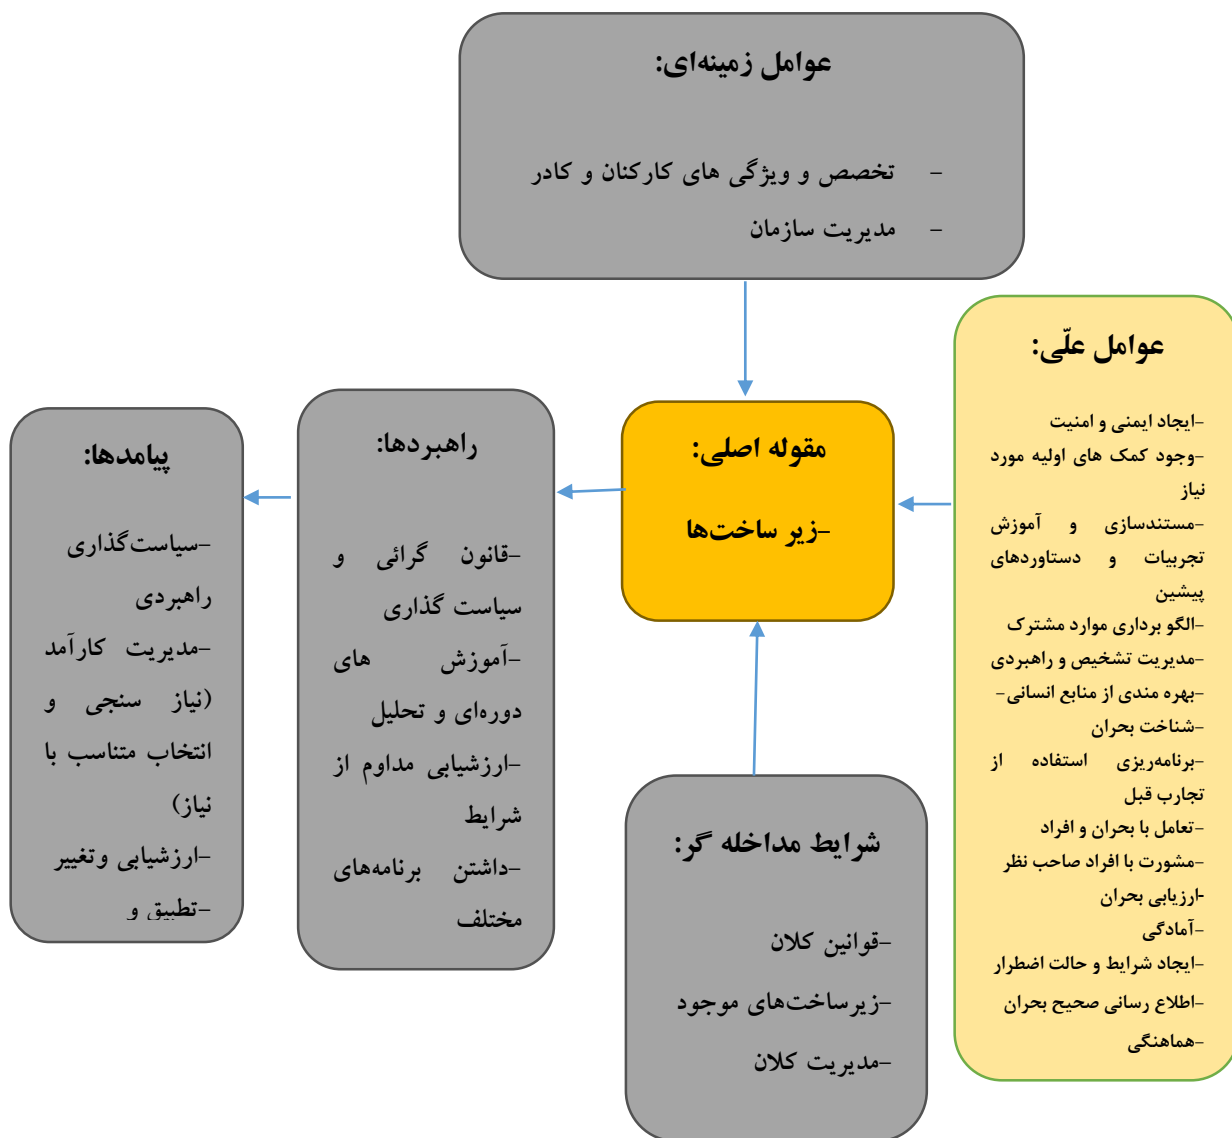 عوامل زمینه‌ای:
- تخصص و ویژگی های کارکنان و کادر
- مدیریت سازمان
عوامل علّی:
-ایجاد ایمنی و امنیت
-وجود کمک های اولیه مورد
نیاز
-مستندسازی و آموزش
تجربیات و دستاوردهای
پیشین
-الگو برداری موارد مشترک
-مدیریت تشخیص و راهبردی
بهره مندی از منابع انسانی-
-شناخت بحران
-برنامه‌ریزی استفاده از
تجارب قبل
-تعامل با بحران و افراد
-مشورت با افراد صاحب نظر
-ارزیابی بحران
-آمادگی
-ایجاد شرایط و حالت اضطرار
-اطلاع رسانی صحیح بحران
-هماهنگی
مقوله اصلی:
-زیر ساخت‌ها
راهبردها:
-قانون گرائی و
سیاست گذاری
-آموزش های
دوره‌ای و تحلیل
-ارزشیابی مداوم از
شرایط
-داشتن برنامه‌های
مختلف
پیامدها:
-سیاست‌گذاری
راهبردی
-مدیریت کارآمد
(نیاز سنجی و
انتخاب متناسب با
نیاز)
-ارزشیابی وتغییر
-تطبیق و
شرایط مداخله گر:
-قوانین کلان
-زیرساخت‌های موجود
-مدیریت کلان